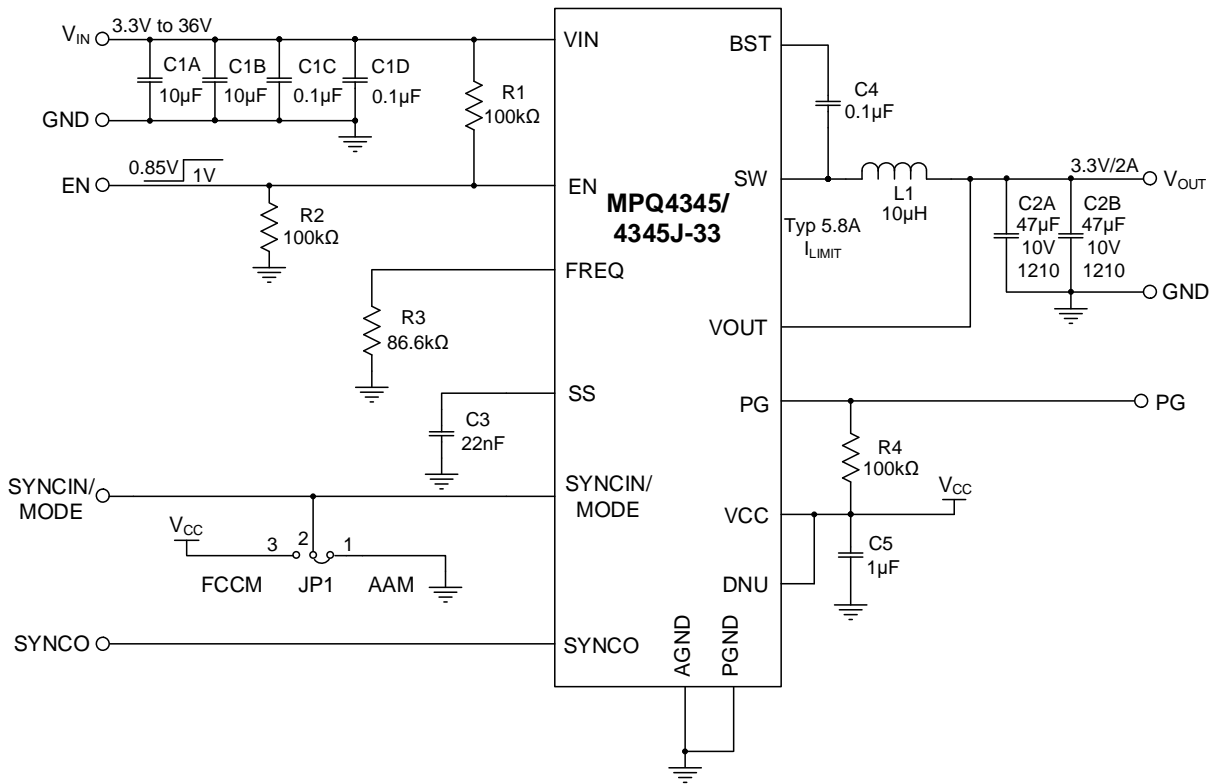 VIN 3.3V to 36V
C1A
10µF
C1B
10µF
C1C
0.1µF
C1D
0.1µF
GND
R1
100kΩ
EN
0.85V
1V
R2
100kΩ
R3
86.6kΩ
C3
22nF
SYNCIN/
MODE
VCC
3 2 1
FCCM JP1 AAM
SYNCO
VIN
EN
FREQ
SS
SYNCIN/
MODE
SYNCO
MPQ4345/
4345J-33
BST
SW
VOUT
PG
VCC
DNU
AGND
PGND
C4
0.1µF
L1
10µH
Typ 5.8A
ILIMIT
3.3V/2A
VOUT
C2A
47µF
10V
1210
C2B
47µF
10V
1210
GND
PG
R4
100kΩ
VCC
C5
1µF